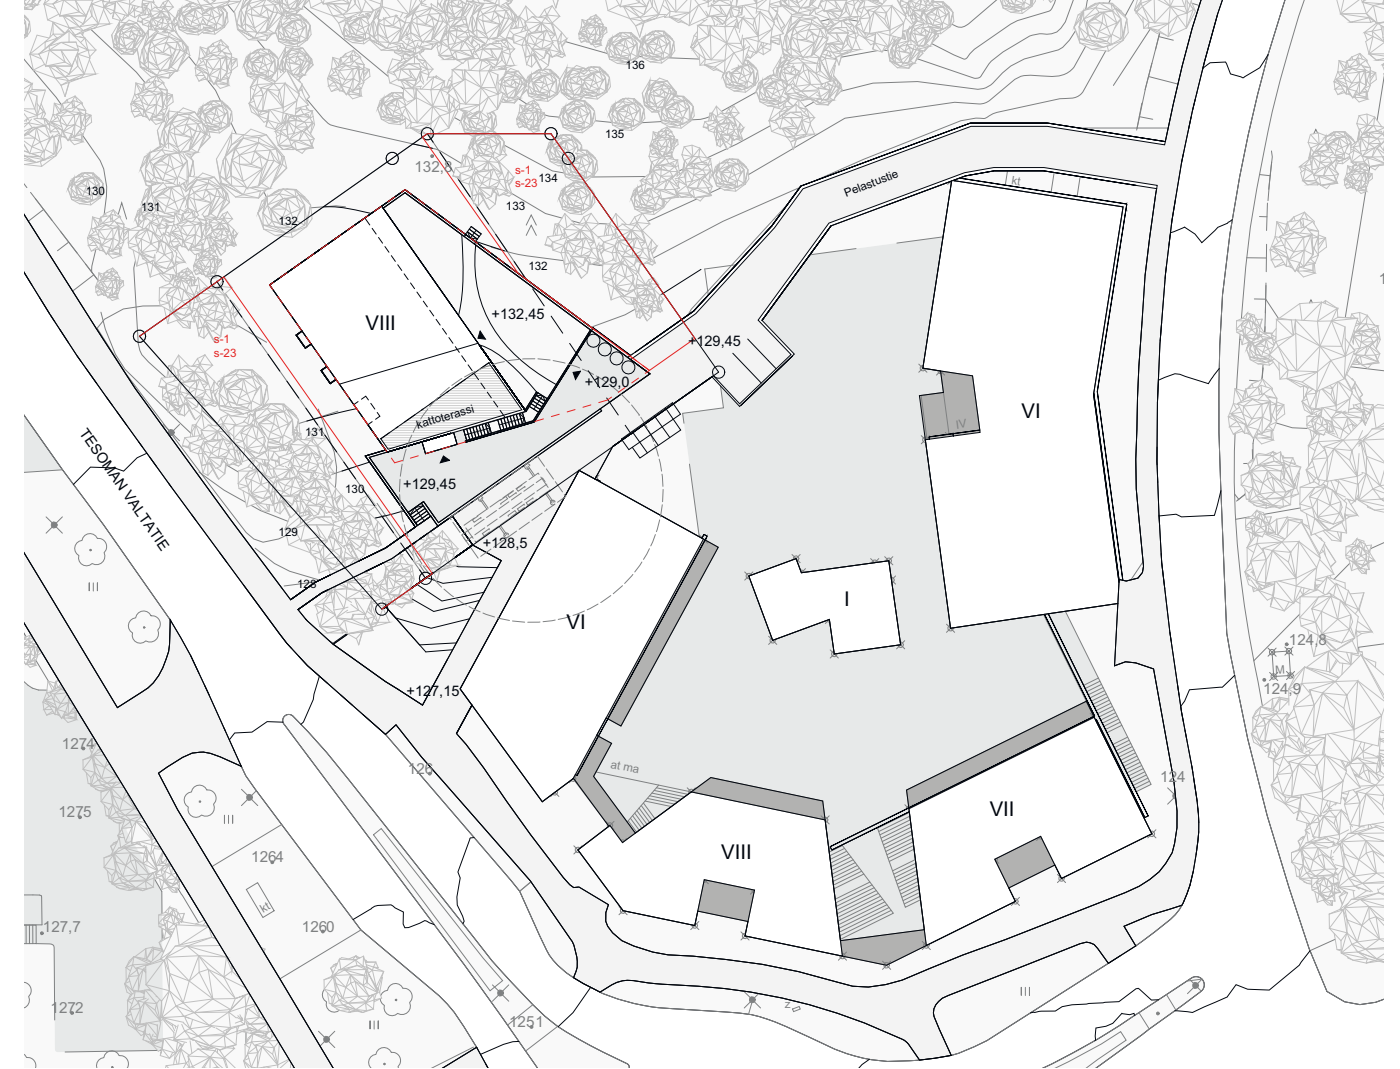 136
135
132,8
s-1
s-23
134
133
130
131
132
132
Pelastustie
kt
VIII
+132,45
s-1
s-23
+129,45
+129,0
kattoterassi
VI
IV
131
130
+129,45
129
+128,5
128
TESOMAN VALTATIE
III
VI
I
124,8
M
124,9
+127,15
1274
126
at ma
124
1275
III
VII
VIII
1264
kt
127,7
1260
1272
III
1251
z
III